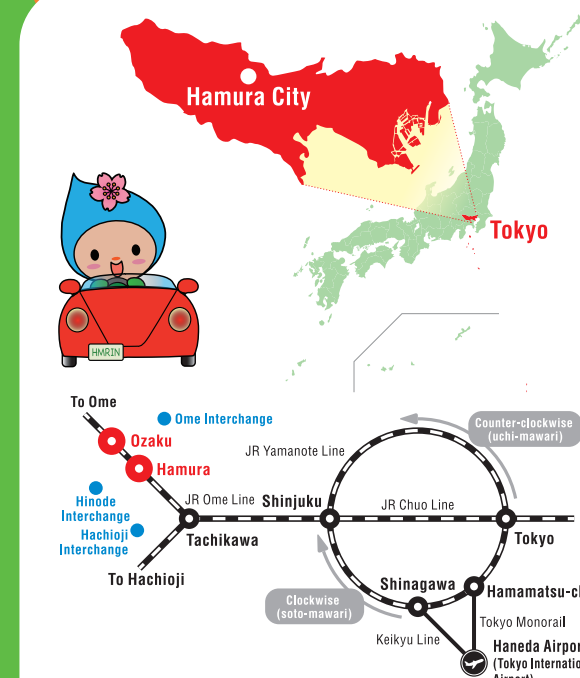 Hamura City
Tokyo
HMRIN
To Ome
Ome Interchange
Counter-clockwise
(uchi-mawari)
Ozaku
JR Yamanote Line
Hamura
Hinode
Interchange
JR Ome Line
Shinjuku
JR Chuo Line
Hachioji
Interchange
Tachikawa
Tokyo
To Hachioji
Shinagawa
Clockwise
(soto-mawari)
Tokyo Monorail
Keikyu Line
Haneda